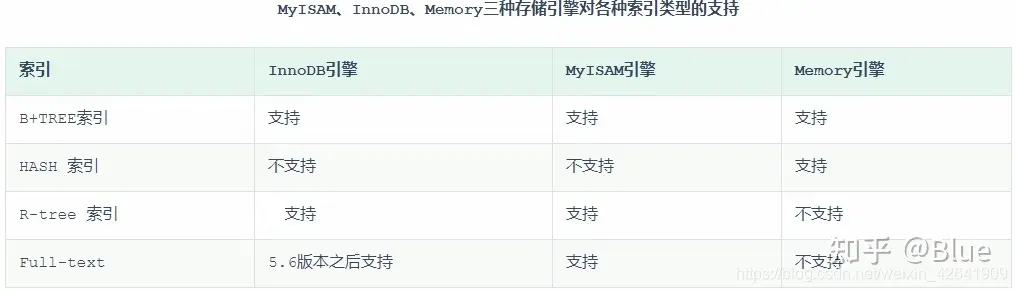 MyISAM、InnoDB、Memory三种存储引擎对各种索引类型的支持
索引 InnoDB引擎 MyISAM引擎 Memory引擎
B+TREE索引 支持 支持 支持
HASH 索引 不支持 不支持 支持
R-tree 索引 支持 支持 不支持
Full-text 5.6版本之后支持 支持 不支持
知乎 @Blue
https://blog.csdn.net/weixin_42641909